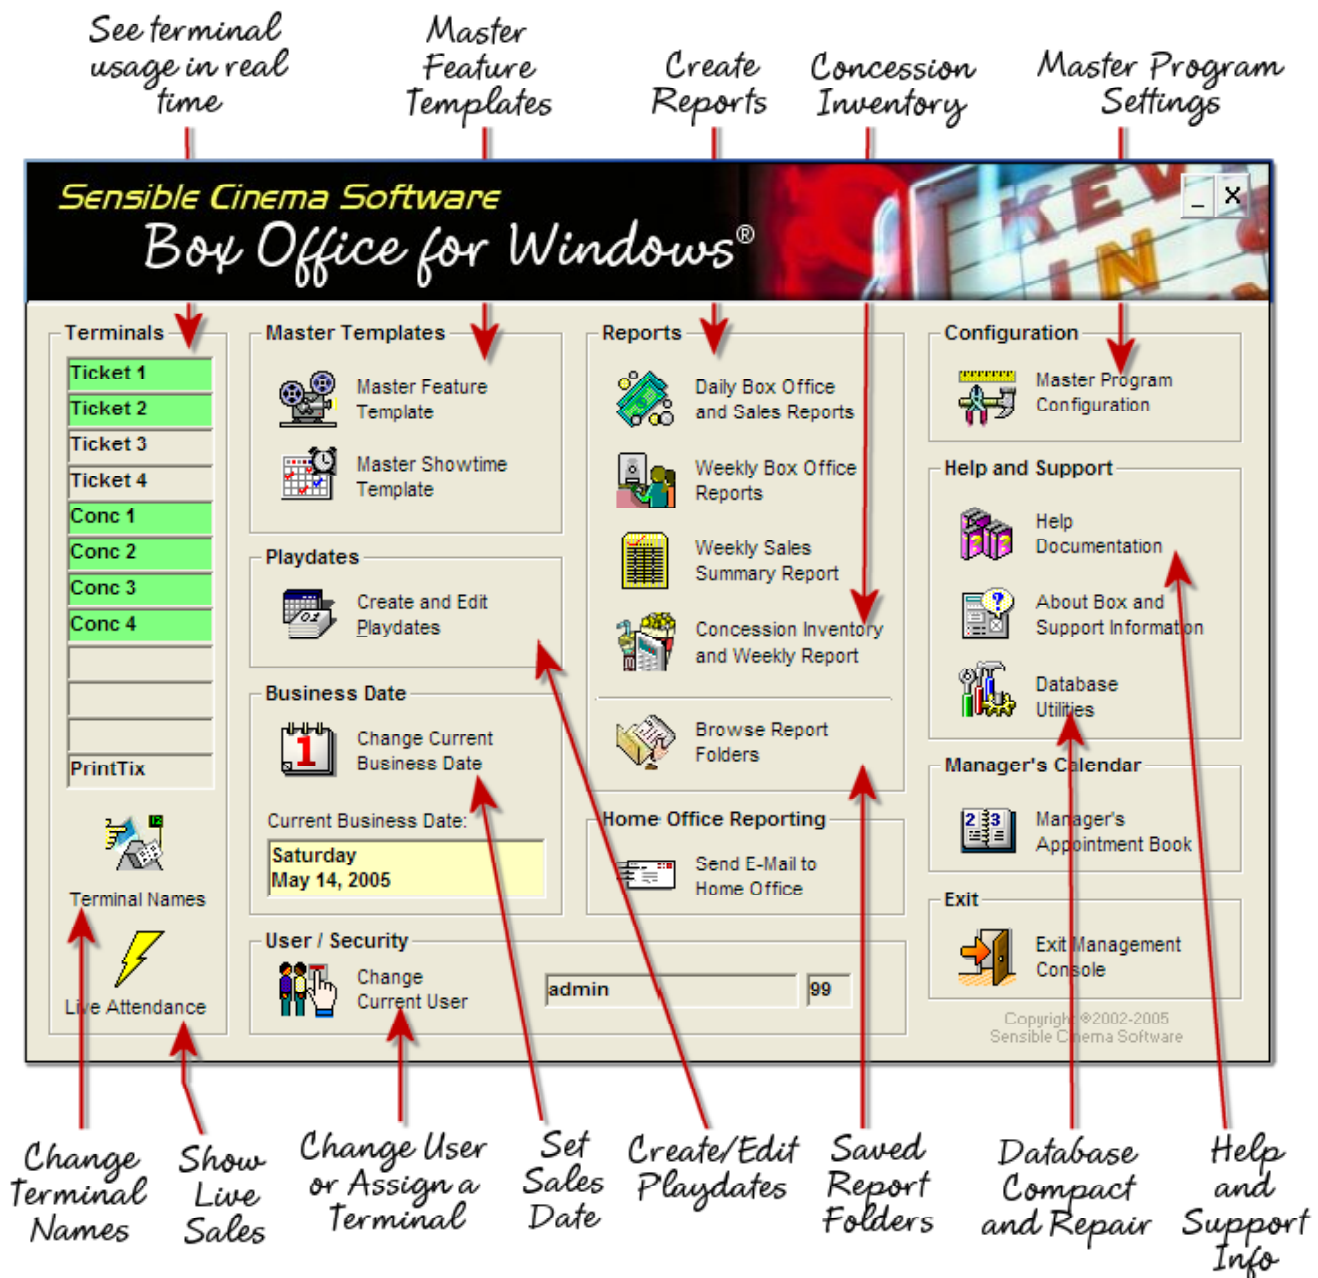 See terminal
usage in real
time
Master
Feature
Templates
Create
Reports
Concession
Inventory
Master Program
Settings
Sensible Cinema Software
Box Office for Windows®
KEV
IN
_ X
Terminals
Ticket 1
Ticket 2
Ticket 3
Ticket 4
Conc 1
Conc 2
Conc 3
Conc 4
PrintTix
Terminal Names
Live Attendance
Master Templates
Master Feature
Template
Master Showtime
Template
Playdates
Create and Edit
Playdates
Business Date
1
Change Current
Business Date
Current Business Date:
Saturday
May 14, 2005
User / Security
Change
Current User
admin
99
Reports
Daily Box Office
and Sales Reports
Weekly Box Office
Reports
Weekly Sales
Summary Report
Concession Inventory
and Weekly Report
Browse Report
Folders
Home Office Reporting
Send E-Mail to
Home Office
Configuration
Master Program
Configuration
Help and Support
Help
Documentation
?
About Box and
Support Information
Database
Utilities
Manager's Calendar
2 3
Manager's
Appointment Book
Exit
Exit Management
Console
Copyright ©2002-2005
Sensible Cinema Software
Change
Terminal
Names
Show
Live
Sales
Change User
or Assign a
Terminal
Set
Sales
Date
Create/Edit
Playdates
Saved
Report
Folders
Database
Compact
and Repair
Help
and
Support
Info